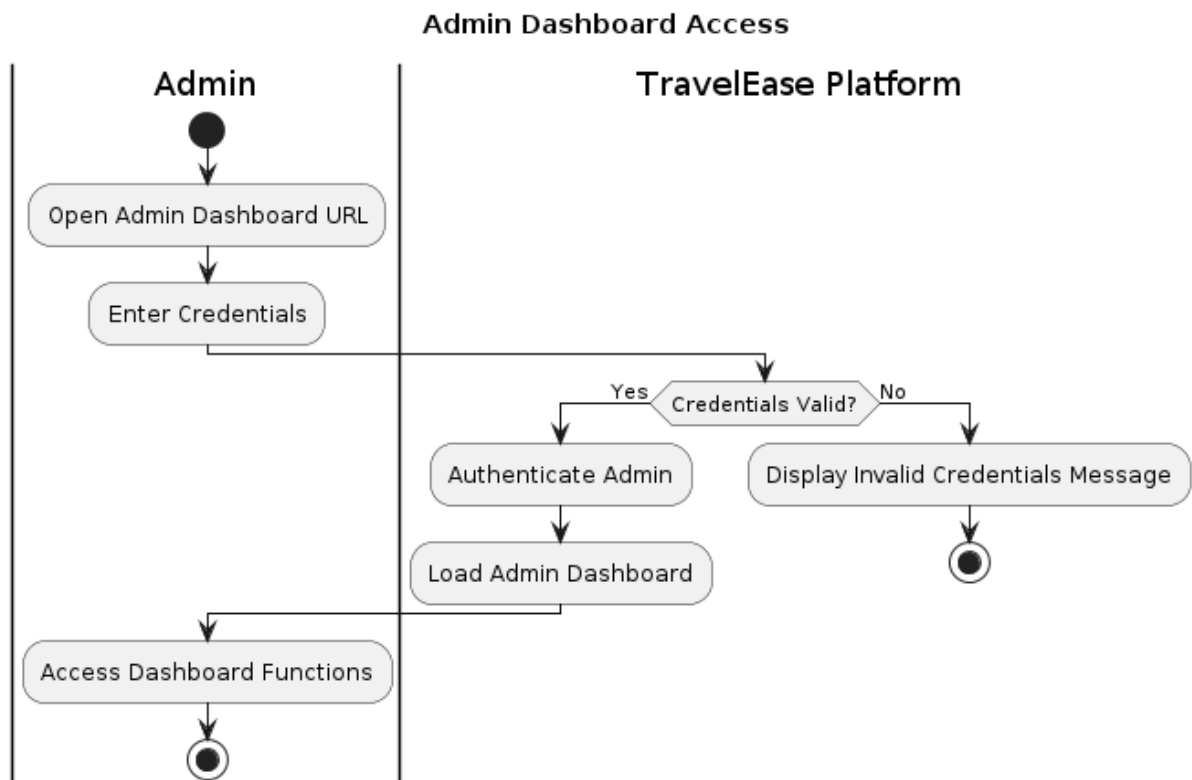 Admin Dashboard Access
Admin
TravelEase Platform
Open Admin Dashboard URL
Enter Credentials
Yes
Credentials Valid?
No
Authenticate Admin
Display Invalid Credentials Message
Load Admin Dashboard
Access Dashboard Functions